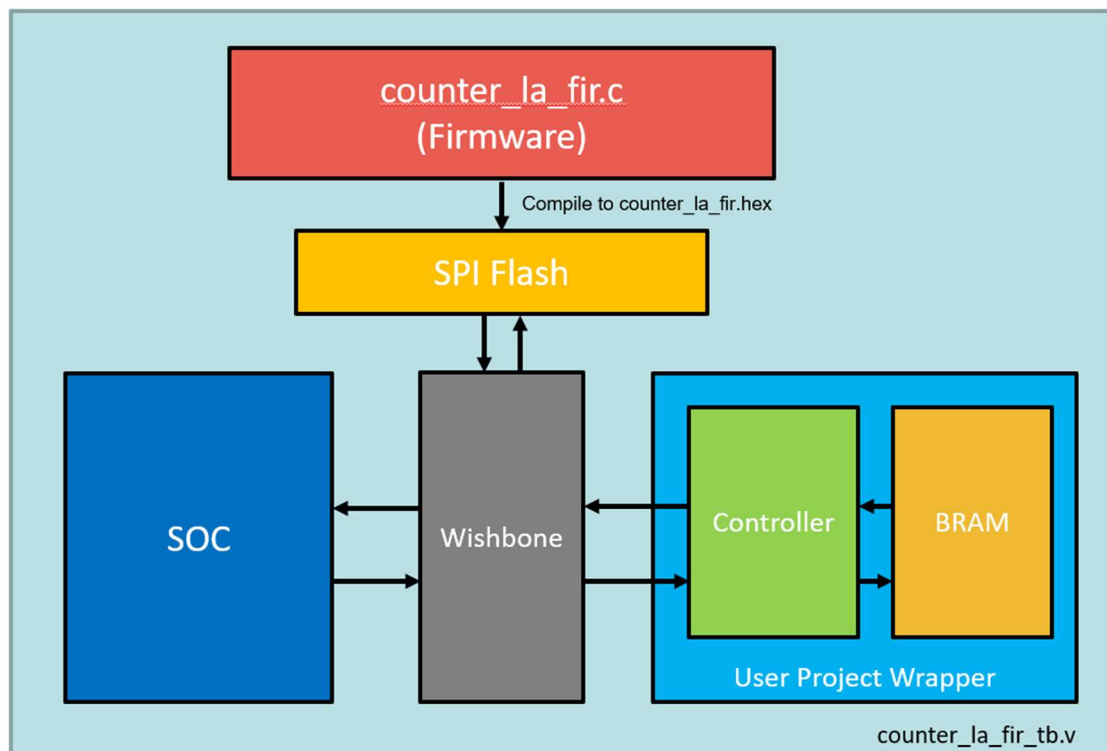 counter_la_fir.c
(Firmware)
Compile to counter_la_fir.hex
SPI Flash
SOC
Wishbone
Controller
BRAM
User Project Wrapper
counter_la_fir_tb.v